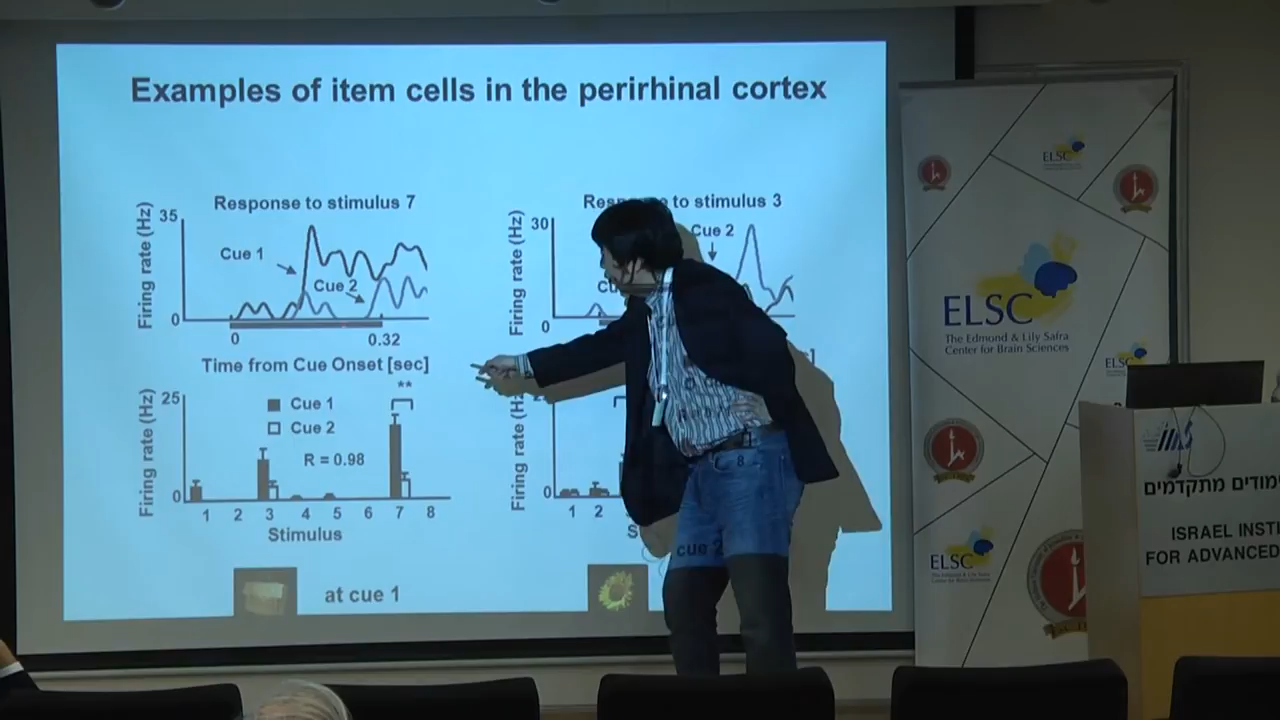 Examples of item cells in the perirhinal cortex
Response to stimulus 7
Firing rate (Hz)
35
0
Cue 1
Cue 2
0
0.32
Time from Cue Onset [sec]
Firing rate (Hz)
25
0
Cue 1
Cue 2
R = 0.98
**
1 2 3 4 5 6 7 8
Stimulus
at cue 1
to stimulus 3
Firing rate (Hz)
30
0
Cue 2
Firing rate (Hz)
0
1 2
8
cue 2
ELSC
ELSC
The Edmund & Lily Safra
Center for Brain Sciences
ELSC
ELSC
לימודים מתקדמים
ISRAEL INSTI
FOR ADVANCED